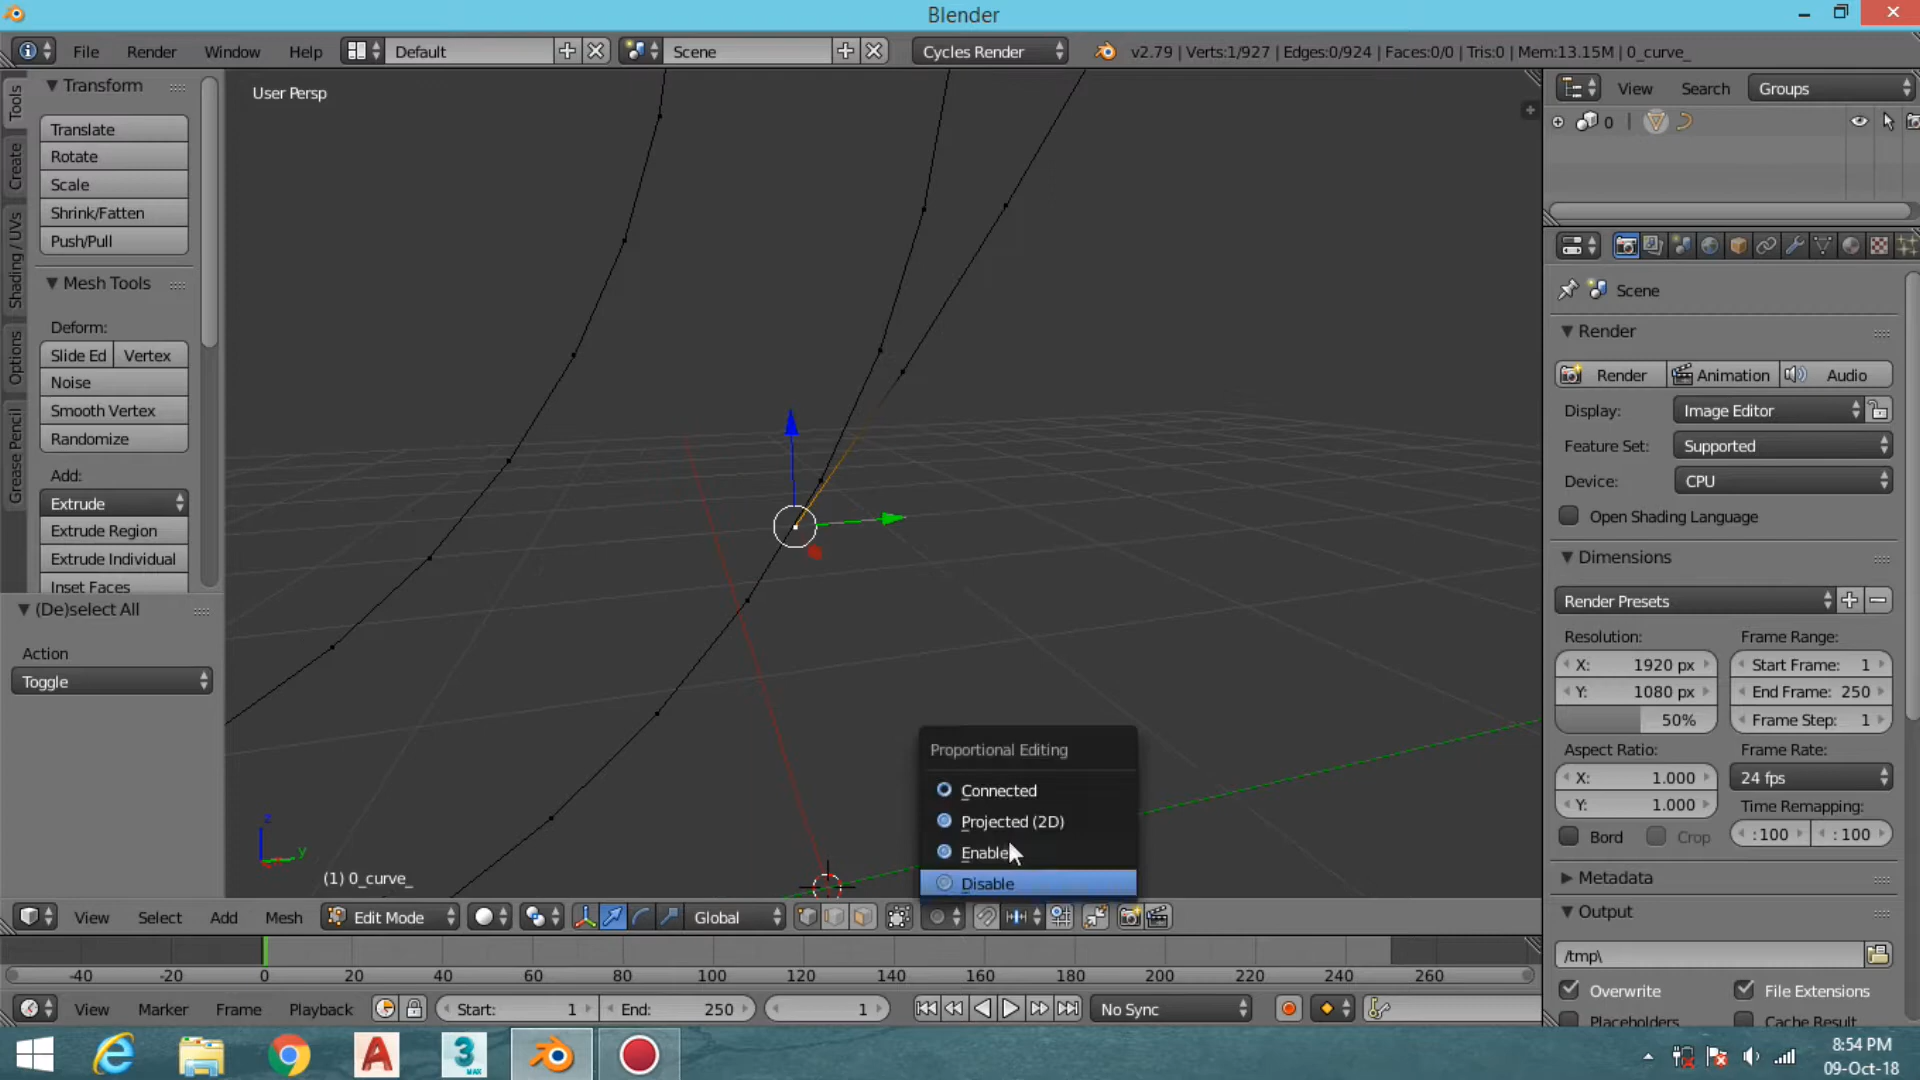 Blender
File Render Window Help Default Scene Cycles Render v2.79 | Verts:1/927 | Edges:0/924 | Faces:0/0 | Tris:0 | Mem:13.15M | 0_curve_
Tools
Create
Shading / UVs
Options
Grease Pencil
Transform
Translate
Rotate
Scale
Shrink/Fatten
Push/Pull
Mesh Tools
Deform:
Slide Ed Vertex
Noise
Smooth Vertex
Randomize
Add:
Extrude
Extrude Region
Extrude Individual
Inset Faces
(De)select All
Action
Toggle
User Persp
z
y
(1) 0_curve_
Proportional Editing
Connected
Projected (2D)
Enable
Disable
View Select Add Mesh Edit Mode Global
-40 -20 0 20 40 60 80 100 120 140 160 180 200 220 240 260
View Marker Frame Playback Start: 1 End: 250 1 No Sync
View Search Groups
0 |
Scene
Render
Render Animation Audio
Display: Image Editor
Feature Set: Supported
Device: CPU
Open Shading Language
Dimensions
Render Presets
Resolution: Frame Range:
X: 1920 px Start Frame: 1
Y: 1080 px End Frame: 250
50% Frame Step: 1
Aspect Ratio: Frame Rate:
X: 1.000 24 fps
Y: 1.000 Time Remapping:
Bord Crop :100 :100
Metadata
Output
/tmp\
Overwrite File Extensions
Placeholders Cache Result
A 3 MAX
8:54 PM
09-Oct-18